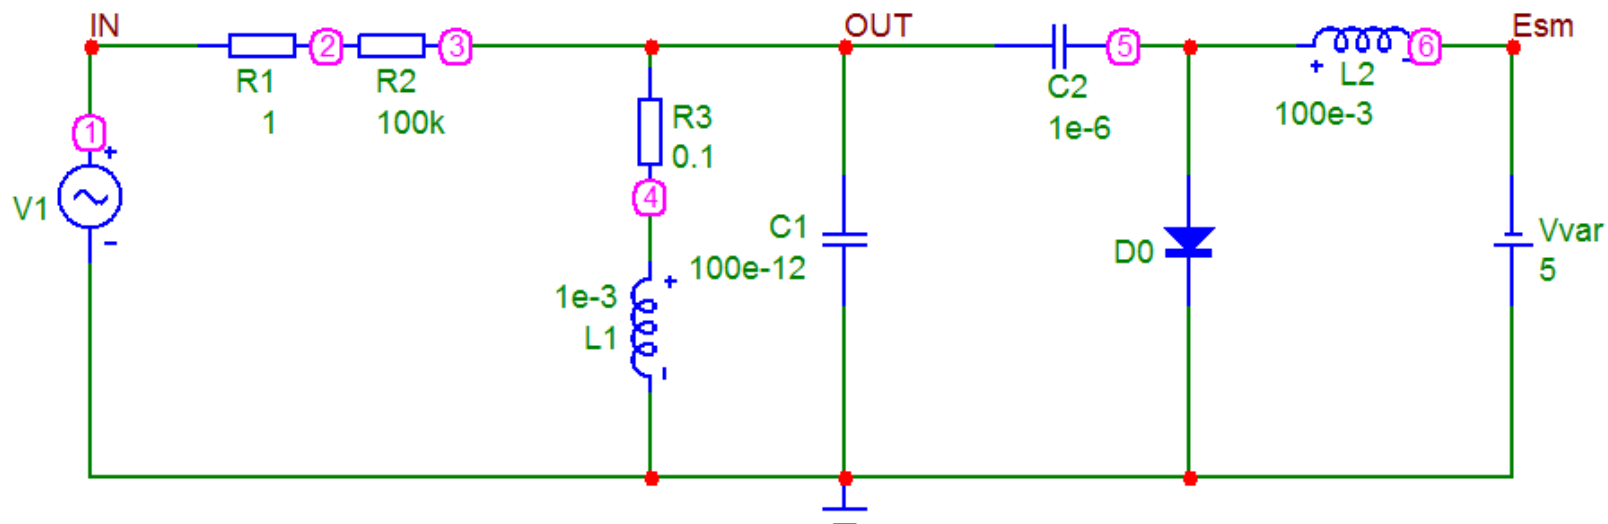 IN
OUT
Esm
2
3
5
6
R1
1
R2
100k
C2
1e-6
L2
100e-3
+
1
+
V1
-
R3
0.1
4
C1
100e-12
D0
Vvar
5
1e-3
L1
+
-